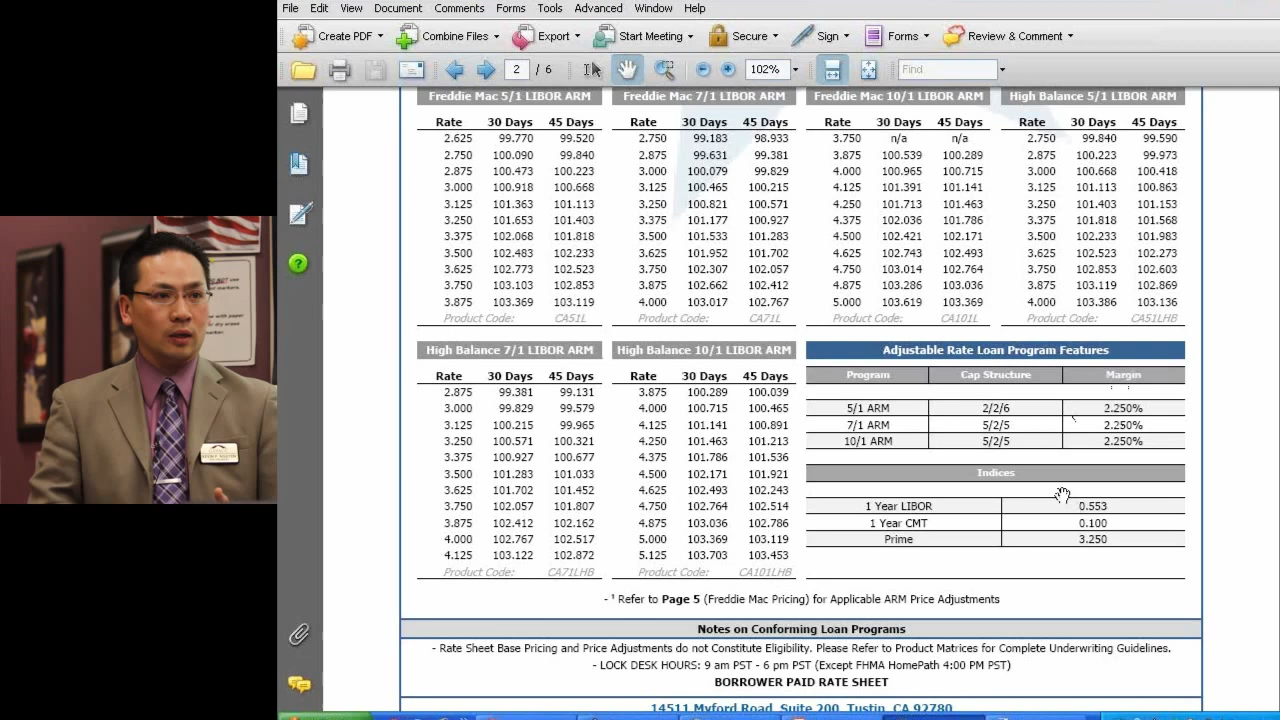 File Edit View Document Comments Forms Tools Advanced Window Help
Create PDF Combine Files Export Start Meeting Secure Sign Forms Review & Comment
2 / 6 102% Find
Freddie Mac 5/1 LIBOR ARM Freddie Mac 7/1 LIBOR ARM Freddie Mac 10/1 LIBOR ARM High Balance 5/1 LIBOR ARM
Rate 30 Days 45 Days Rate 30 Days 45 Days Rate 30 Days 45 Days Rate 30 Days 45 Days
2.625 99.770 99.520 2.750 99.183 98.933 3.750 n/a n/a 2.750 99.840 99.590
2.750 100.090 99.840 2.875 99.631 99.381 3.875 100.539 100.289 2.875 100.223 99.973
2.875 100.473 100.223 3.000 100.079 99.829 4.000 100.965 100.715 3.000 100.668 100.418
3.000 100.918 100.668 3.125 100.465 100.215 4.125 101.391 101.141 3.125 101.113 100.863
3.125 101.363 101.113 3.250 100.821 100.571 4.250 101.713 101.463 3.250 101.403 101.153
3.250 101.653 101.403 3.375 101.177 100.927 4.375 102.036 101.786 3.375 101.818 101.568
3.375 102.068 101.818 3.500 101.533 101.283 4.500 102.421 102.171 3.500 102.233 101.983
3.500 102.483 102.233 3.625 101.952 101.702 4.625 102.743 102.493 3.625 102.523 102.273
3.625 102.773 102.523 3.750 102.307 102.057 4.750 103.014 102.764 3.750 102.853 102.603
3.750 103.103 102.853 3.875 102.662 102.412 4.875 103.286 103.036 3.875 103.119 102.869
3.875 103.369 103.119 4.000 103.017 102.767 5.000 103.619 103.369 4.000 103.386 103.136
Product Code: CA51L Product Code: CA71L Product Code: CA101L Product Code: CA51LHB
High Balance 7/1 LIBOR ARM High Balance 10/1 LIBOR ARM Adjustable Rate Loan Program Features
Rate 30 Days 45 Days Rate 30 Days 45 Days Program Cap Structure Margin
2.875 99.381 99.131 3.875 100.289 100.039
3.000 99.829 99.579 4.000 100.715 100.465 5/1 ARM 2/2/6 2.250%
3.125 100.215 99.965 4.125 101.141 100.891 7/1 ARM 5/2/5 2.250%
3.250 100.571 100.321 4.250 101.463 101.213 10/1 ARM 5/2/5 2.250%
3.375 100.927 100.677 4.375 101.786 101.536
3.500 101.283 101.033 4.500 102.171 101.921 Indices
3.625 101.702 101.452 4.625 102.493 102.243
3.750 102.057 101.807 4.750 102.764 102.514 1 Year LIBOR 0.553
3.875 102.412 102.162 4.875 103.036 102.786 1 Year CMT 0.100
4.000 102.767 102.517 5.000 103.369 103.119 Prime 3.250
4.125 103.122 102.872 5.125 103.703 103.453
Product Code: CA71LHB Product Code: CA101LHB
- ¹ Refer to Page 5 (Freddie Mac Pricing) for Applicable ARM Price Adjustments
Notes on Conforming Loan Programs
- Rate Sheet Base Pricing and Price Adjustments do not Constitute Eligibility. Please Refer to Product Matrices for Complete Underwriting Guidelines.
- LOCK DESK HOURS: 9 am PST - 6 pm PST (Except FHMA HomePath 4:00 PM PST)
BORROWER PAID RATE SHEET
14511 Myford Road, Suite 200, Tustin, CA 92780